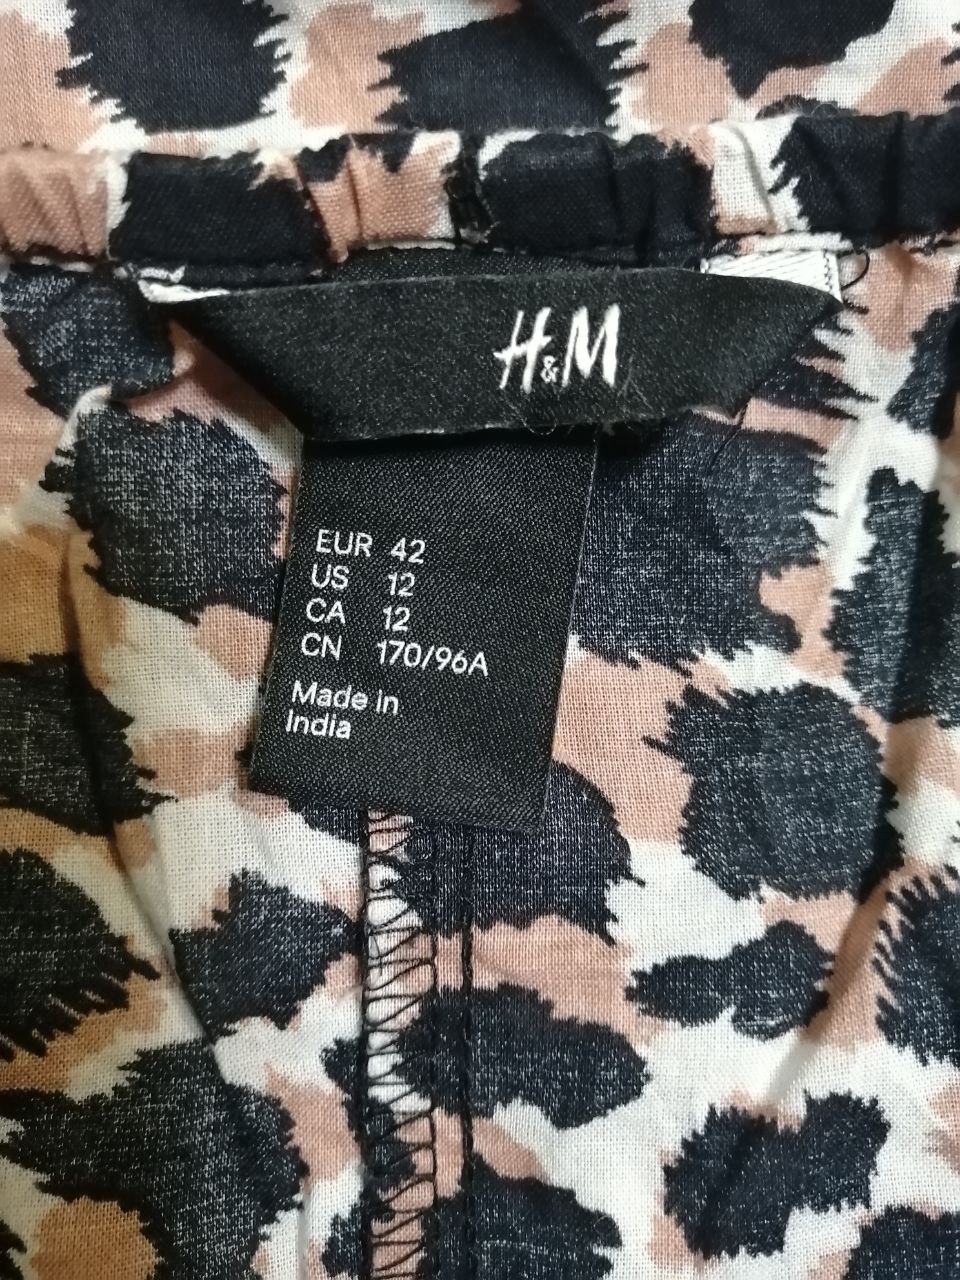 H&M
EUR 42
US 12
CA 12
CN 170/96A
Made in
India